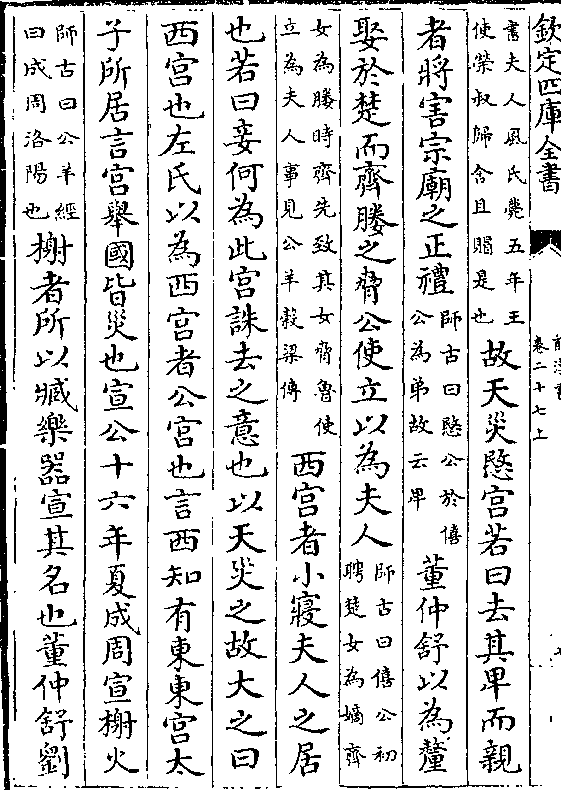 欽定四庫全書
卷二十七上
書夫人風氏薨五年王使榮叔歸含且賵是也故天災愍宮若曰去其卑而親
者將害宗廟之正禮師古曰愍公於僖公為弟故云卑董仲舒以為釐
娶於楚而齊媵之脅公使立以為夫人師古曰僖公初聘楚女為嫡齊
女為媵時齊先致其女脅魯使立為夫人事見公羊穀梁傳西宮者小寢夫人之居
也若曰妾何為此宮誅去之意也以天災之故大之曰
西宮也左氏以為西宮者公宮也言西知有東東宮太
子所居言宮舉國皆災也宣公十六年夏成周宣榭火
師古曰公羊經曰成周洛陽也榭者所以臧樂器宣其名也董仲舒劉